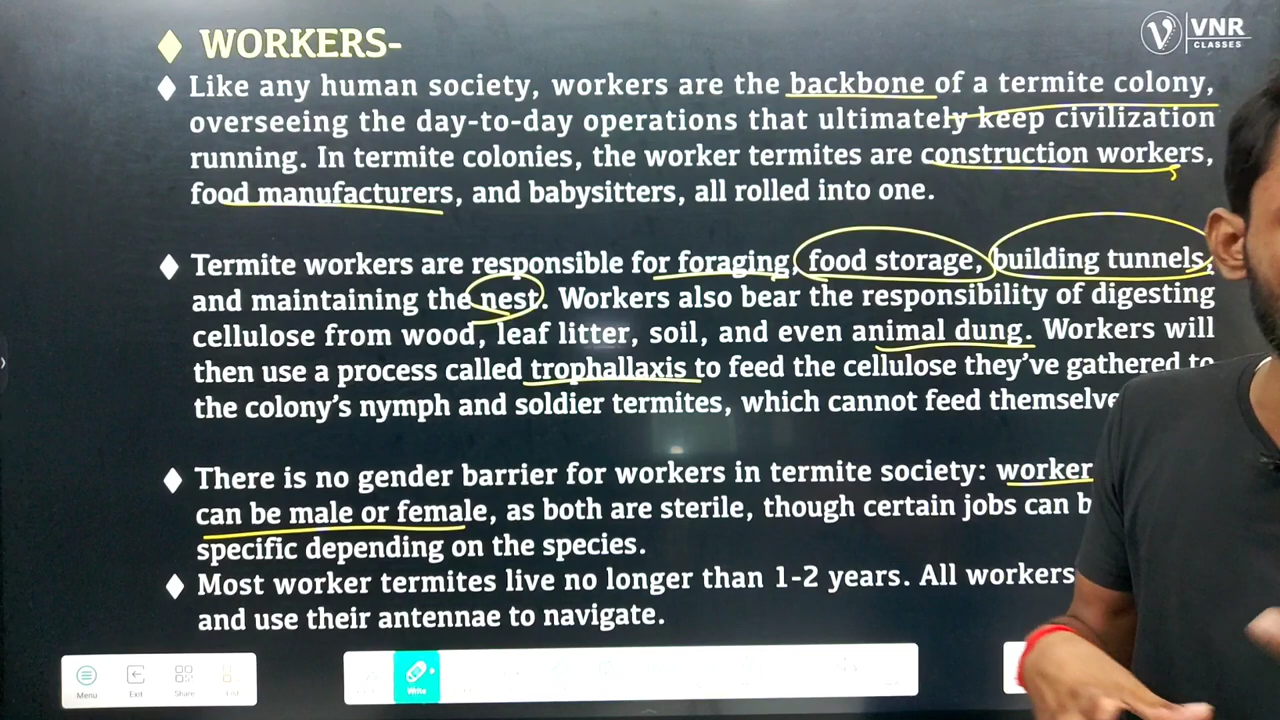 WORKERS-
VNR
CLASSES
Like any human society, workers are the backbone of a termite colony,
overseeing the day-to-day operations that ultimately keep civilization
running. In termite colonies, the worker termites are construction workers,
food manufacturers, and babysitters, all rolled into one.
Termite workers are responsible for foraging, food storage, building tunnels,
and maintaining the nest. Workers also bear the responsibility of digesting
cellulose from wood, leaf litter, soil, and even animal dung. Workers will
then use a process called trophallaxis to feed the cellulose they’ve gathered to
the colony’s nymph and soldier termites, which cannot feed
There is no gender barrier for workers in termite society: worker
can be male or female, as both are sterile, though certain jobs can
specific depending on the species.
Most worker termites live no longer than 1-2 years. All workers
and use their antennae to navigate.
Menu Exit Share Write